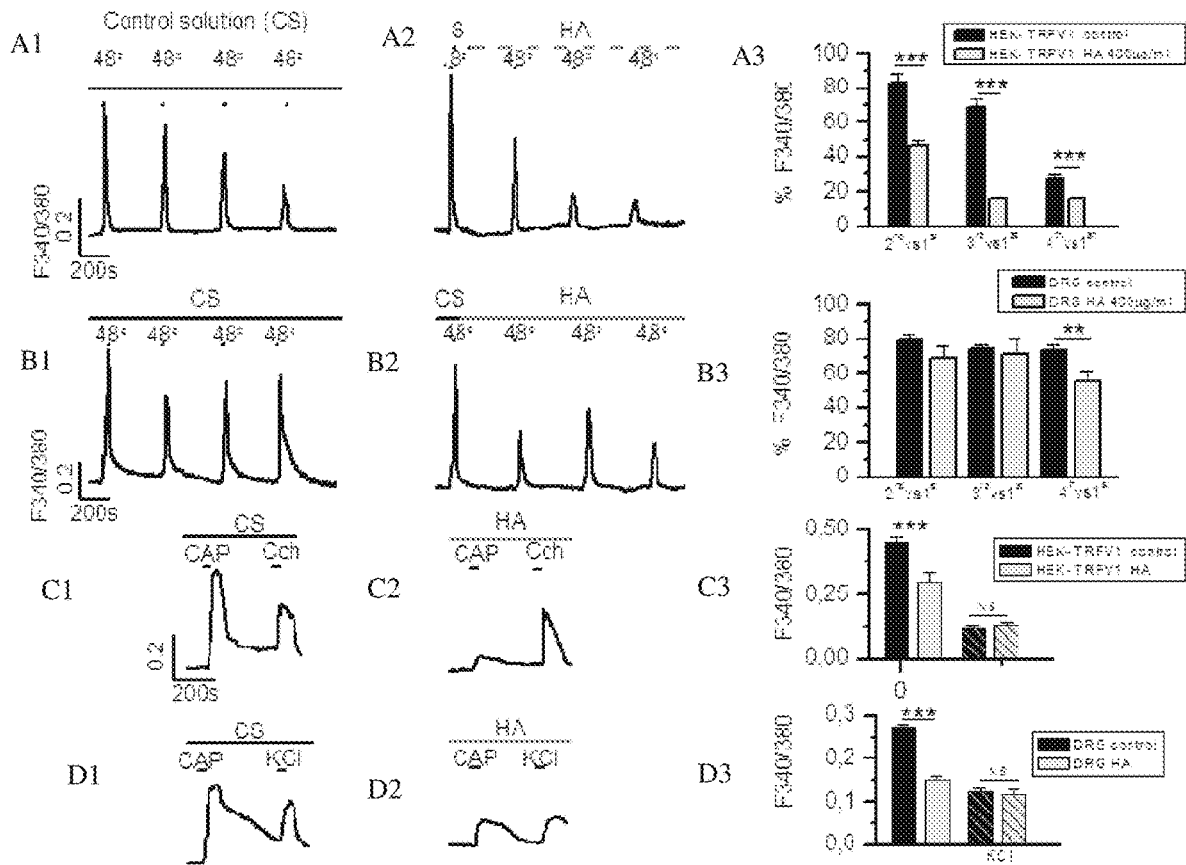 Control solution (CS)
A1
48° 48° 48° 48°
F340/380
0.2
200s
A2
S HA
48° 48° 48° 48°
A3
HEK-TRPV1 control
HEK-TRPV1 HA 400µg/ml
***
***
***
% F340/380
100
80
60
40
20
0
B1
CS
48° 48° 48° 48°
F340/380
0.2
200s
B2
CS HA
48° 48° 48° 48°
B3
DRG control
DRG HA 400µg/ml
**
% F340/380
100
80
60
40
20
0
C1
CS
CAP Cch
0.2
200s
C2
HA
CAP Cch
C3
HEK-TRPV1 control
HEK-TRPV1 HA
***
NS
F340/380
0,50
0,25
0,00
0
D1
CS
CAP KCl
D2
HA
CAP KCl
D3
DRG control
DRG HA
***
NS
F340/380
0,3
0,2
0,1
0,0
KCl